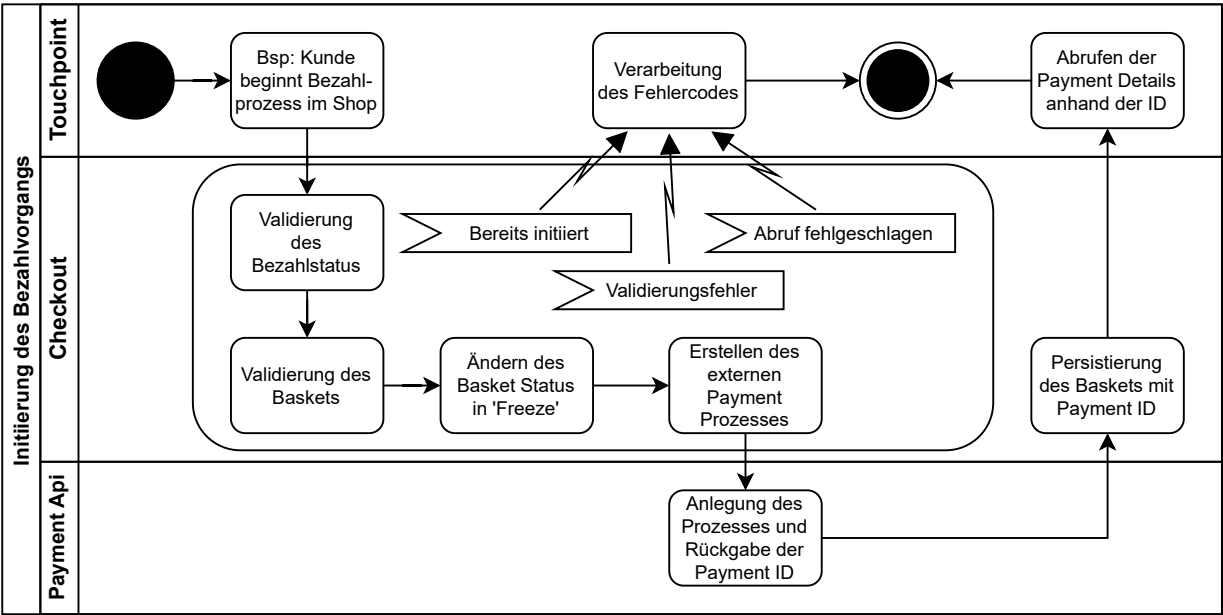 Initiierung des Bezahlvorgangs
Touchpoint
Bsp: Kunde
beginnt Bezahl-
prozess im Shop
Verarbeitung
des Fehlercodes
Abrufen der
Payment Details
anhand der ID
Checkout
Validierung
des
Bezahlstatus
Bereits initiiert
Abruf fehlgeschlagen
Validierungsfehler
Validierung des
Baskets
Ändern des
Basket Status
in 'Freeze'
Erstellen des
externen
Payment
Prozesses
Persistierung
des Baskets mit
Payment ID
Payment Api
Anlegung des
Prozesses und
Rückgabe der
Payment ID